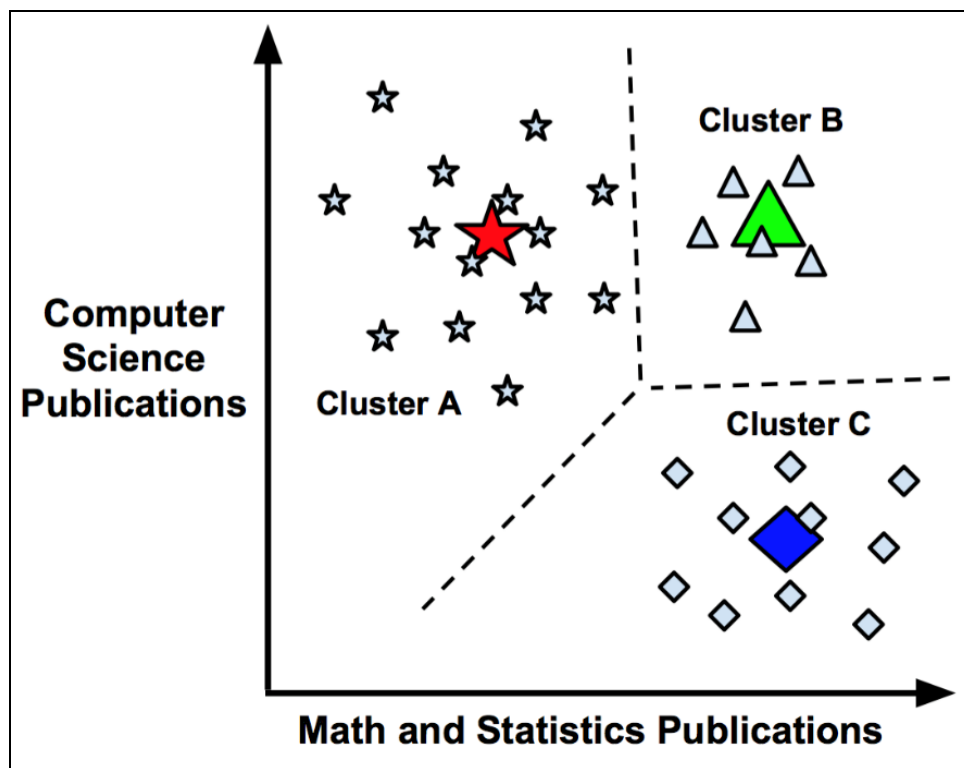 Cluster B
Computer
Science
Publications
Cluster A
Cluster C
Math and Statistics Publications